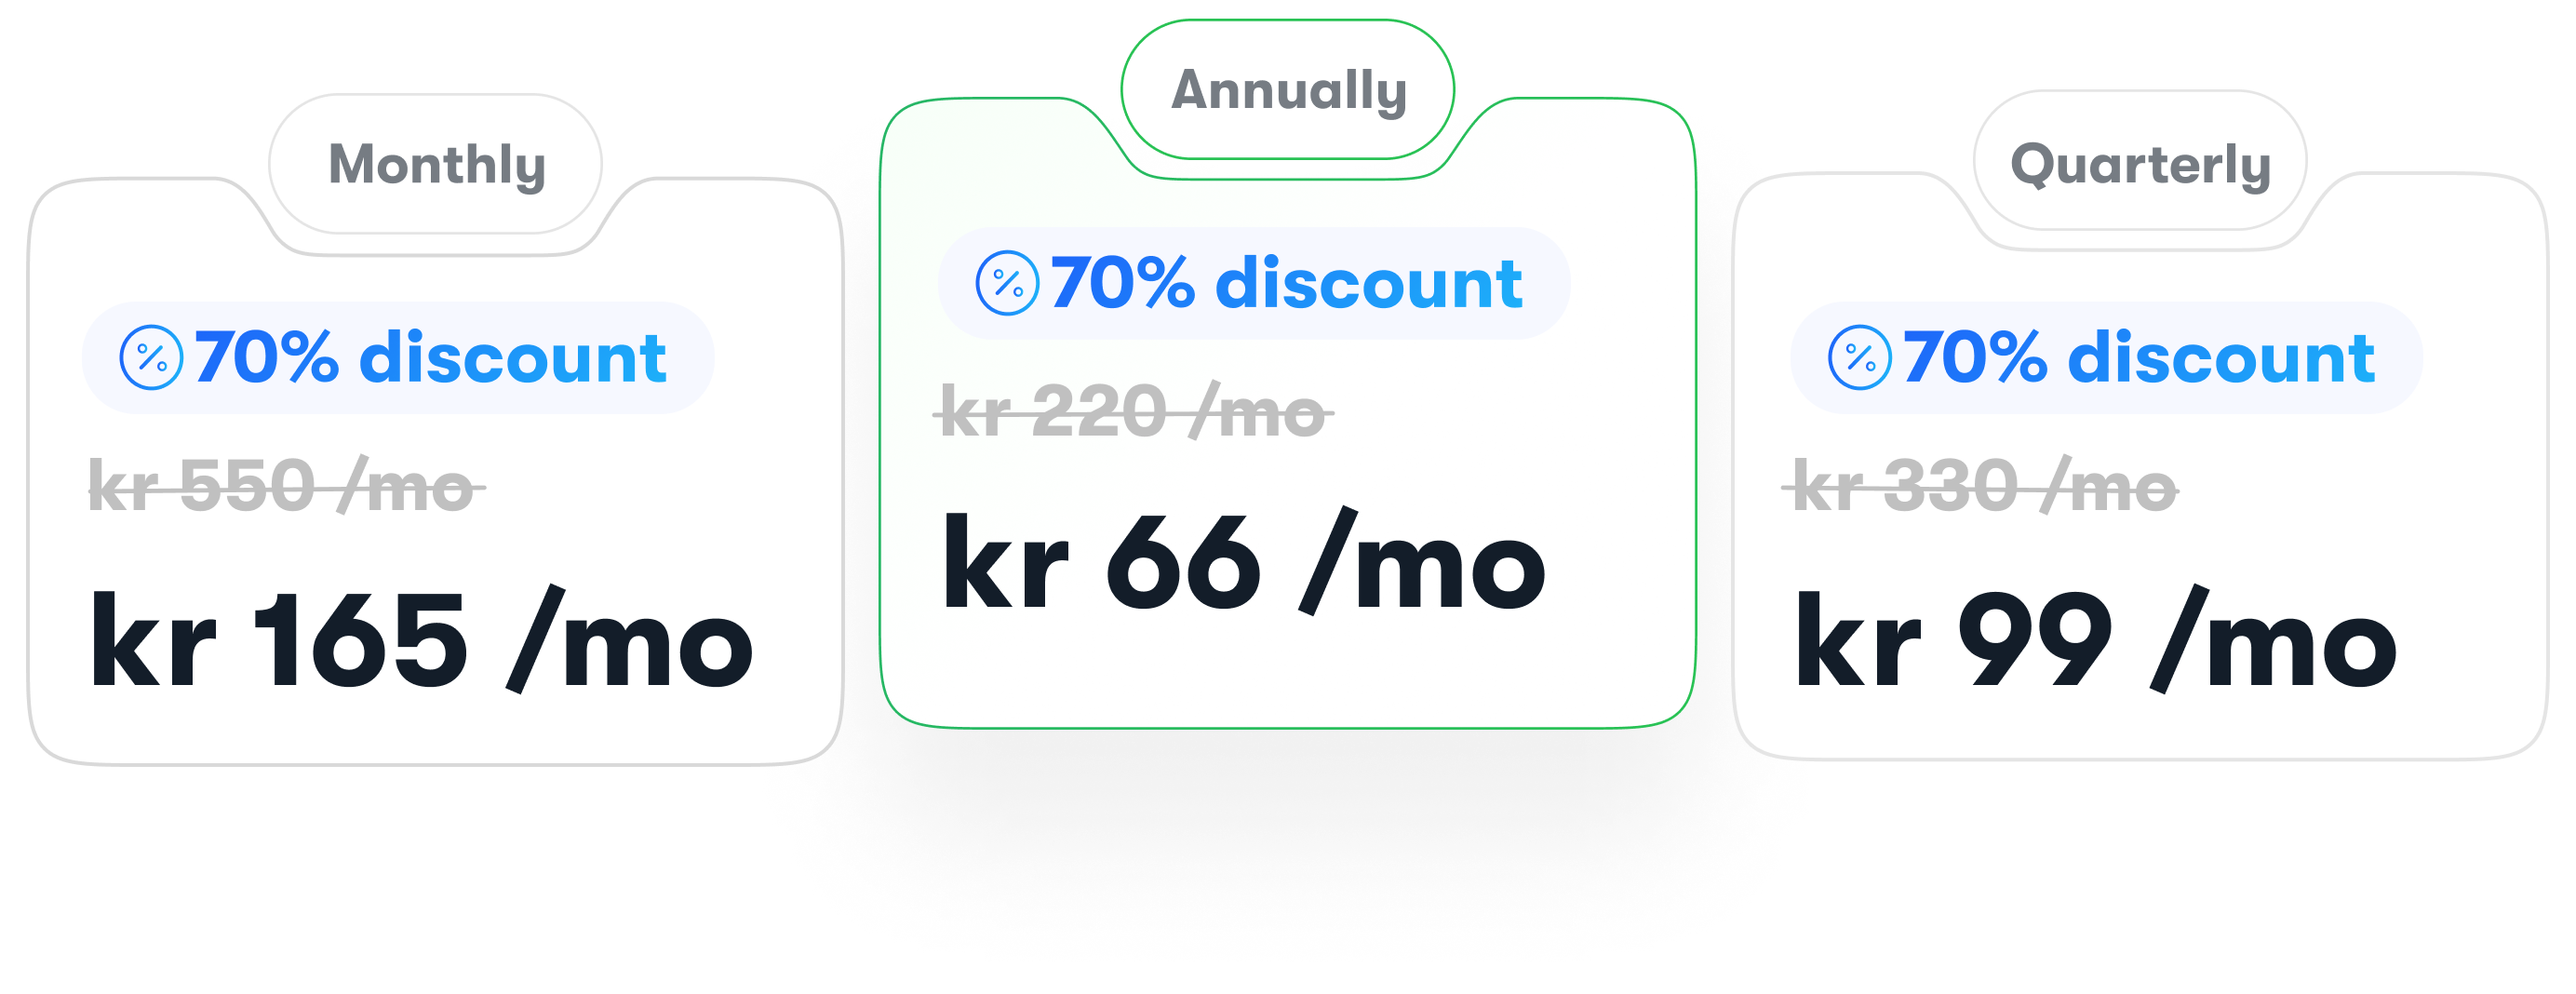 Monthly
70% discount
kr 550 /mo
kr 165 /mo
Annually
70% discount
kr 220 /mo
kr 66 /mo
Quarterly
70% discount
kr 330 /mo
kr 99 /mo